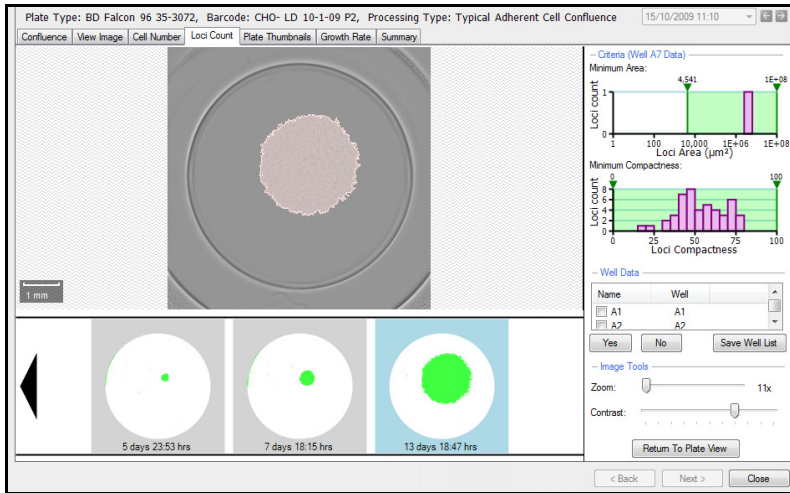 Plate Type: BD Falcon 96 35-3072, Barcode: CHO- LD 10-1-09 P2, Processing Type: Typical Adherent Cell Confluence
15/10/2009 11:10
Confluence View Image Cell Number Loci Count Plate Thumbnails Growth Rate Summary
1 mm
5 days 23:53 hrs
7 days 18:15 hrs
13 days 18:47 hrs
Criteria (Well A7 Data)
Minimum Area:
4,541 1E+08
Loci count
1
0
1 100 10,000 1E+06 1E+08
Loci Area (µm²)
Minimum Compactness:
0 100
Loci count
8
6
4
2
0
0 25 50 75 100
Loci Compactness
Well Data
Name Well
A1 A1
A2 A2
Yes No Save Well List
Image Tools
Zoom: 11x
Contrast:
Return To Plate View
< Back Next > Close